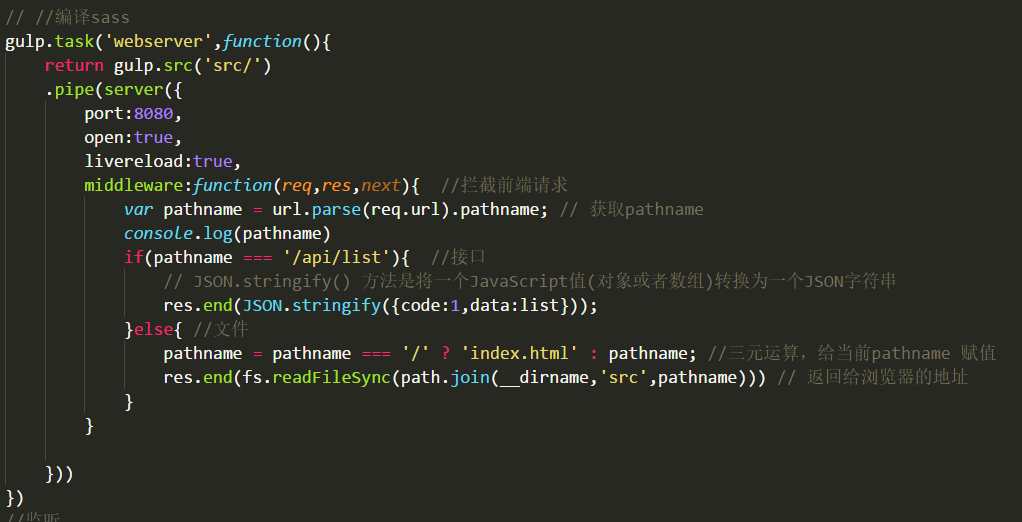 // //编译sass
gulp.task('webserver',function(){
    return gulp.src('src/')
    .pipe(server({
        port:8080,
        open:true,
        livereload:true,
        middleware:function(req,res,next){  //拦截前端请求
            var pathname = url.parse(req.url).pathname; // 获取pathname
            console.log(pathname)
            if(pathname === '/api/list'){  //接口
                // JSON.stringify() 方法是将一个JavaScript值(对象或者数组)转换为一个JSON字符串
                res.end(JSON.stringify({code:1,data:list}));
            }else{ //文件
                pathname = pathname === '/' ? 'index.html' : pathname; //三元运算，给当前pathname 赋值
                res.end(fs.readFileSync(path.join(__dirname,'src',pathname))) // 返回给浏览器的地址
            }
        }
    }))
})
//监听